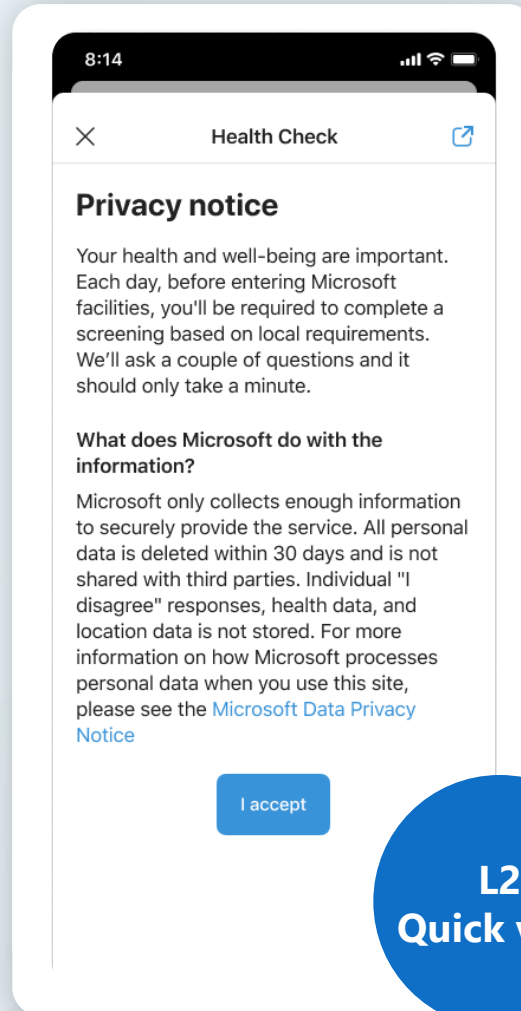 8:14
Health Check
Privacy notice
Your health and well-being are important.
Each day, before entering Microsoft
facilities, you'll be required to complete a
screening based on local requirements.
We’ll ask a couple of questions and it
should only take a minute.
What does Microsoft do with the
information?
Microsoft only collects enough information
to securely provide the service. All personal
data is deleted within 30 days and is not
shared with third parties. Individual "I
disagree" responses, health data, and
location data is not stored. For more
information on how Microsoft processes
personal data when you use this site,
please see the Microsoft Data Privacy
Notice
I accept
L2
Quick